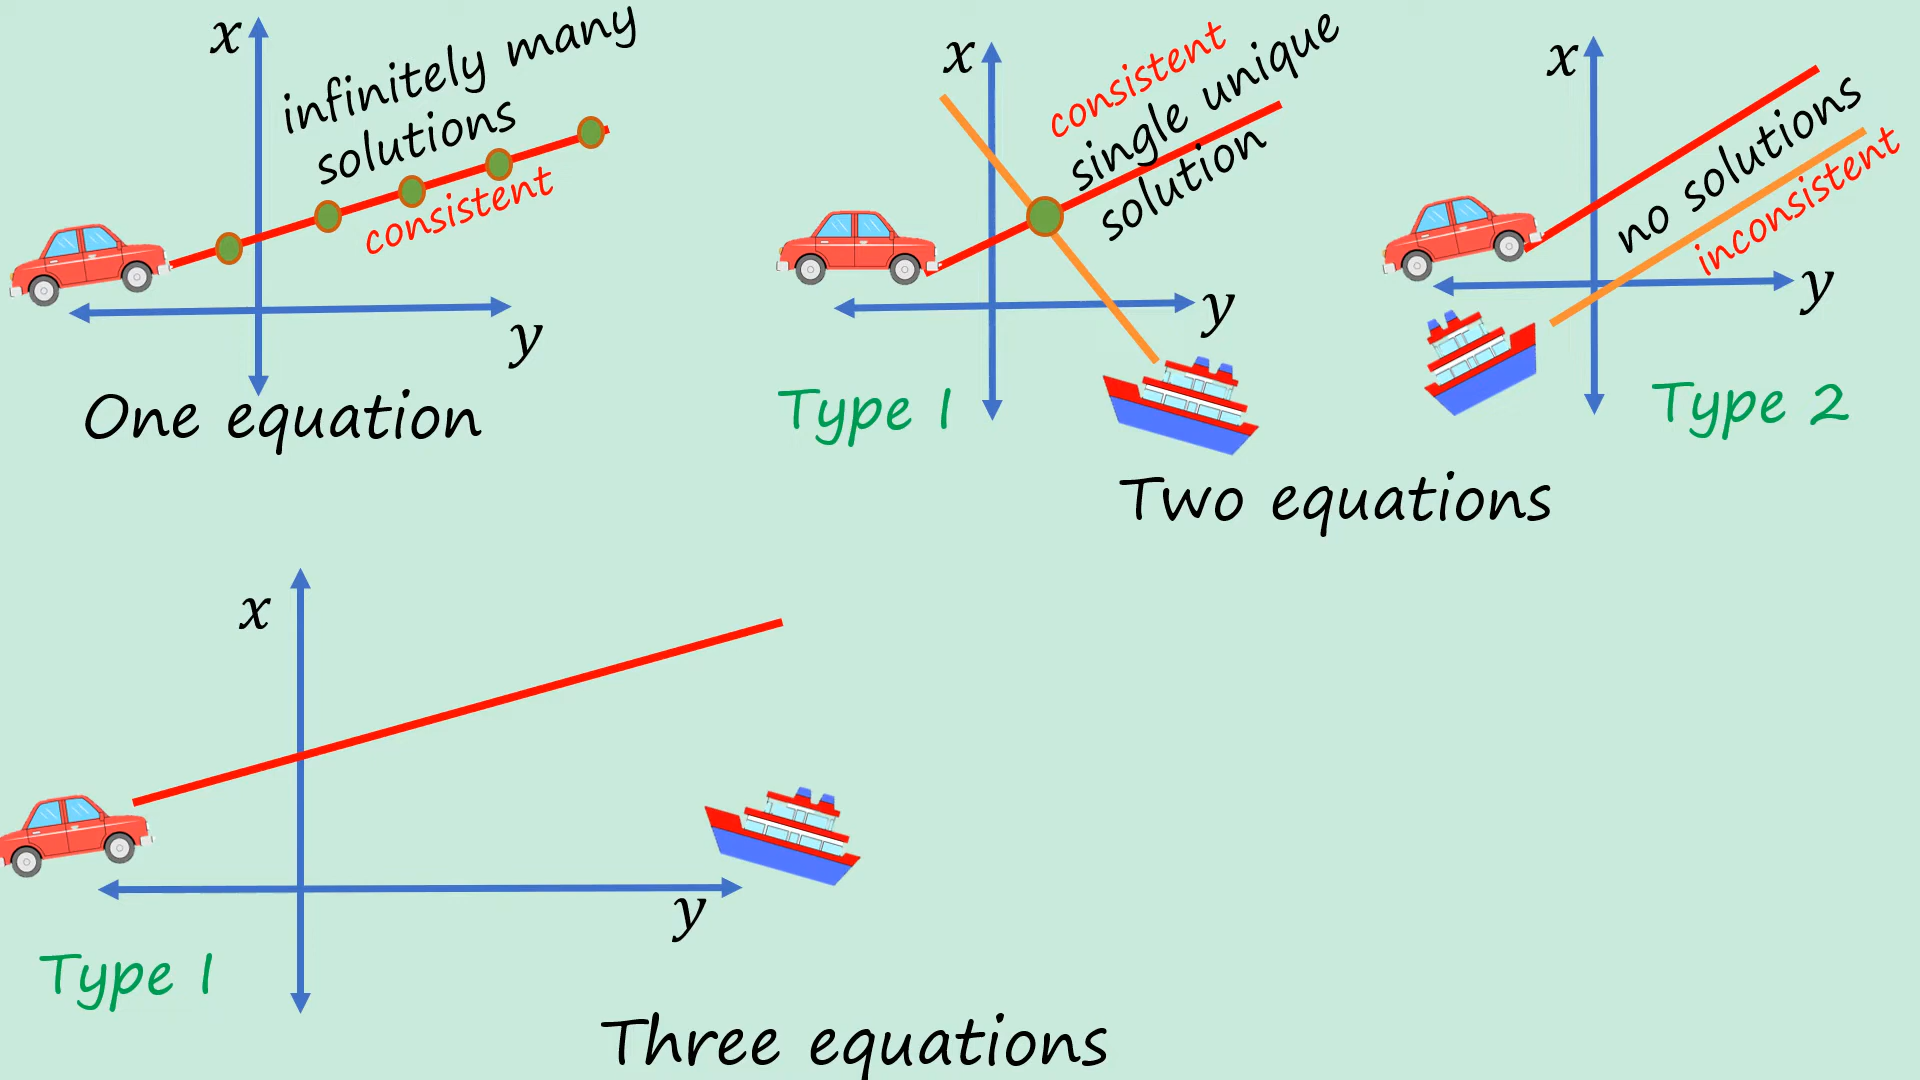 x
infinitely many
solutions
consistent
y
One equation
x
consistent
single unique
solution
y
Type 1
x
no solutions
inconsistent
y
Type 2
Two equations
x
y
Type 1
Three equations